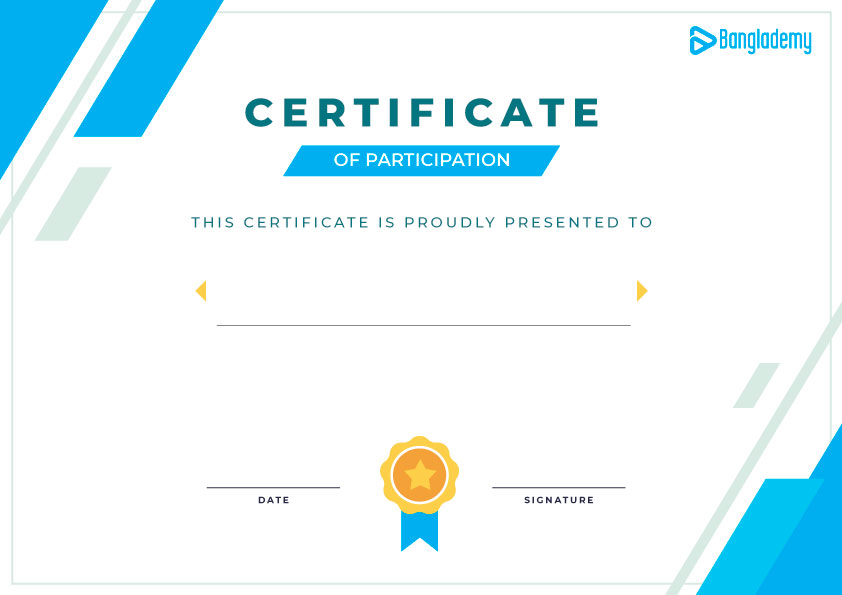 Banglademy
CERTIFICATE
OF PARTICIPATION
THIS CERTIFICATE IS PROUDLY PRESENTED TO
DATE
SIGNATURE